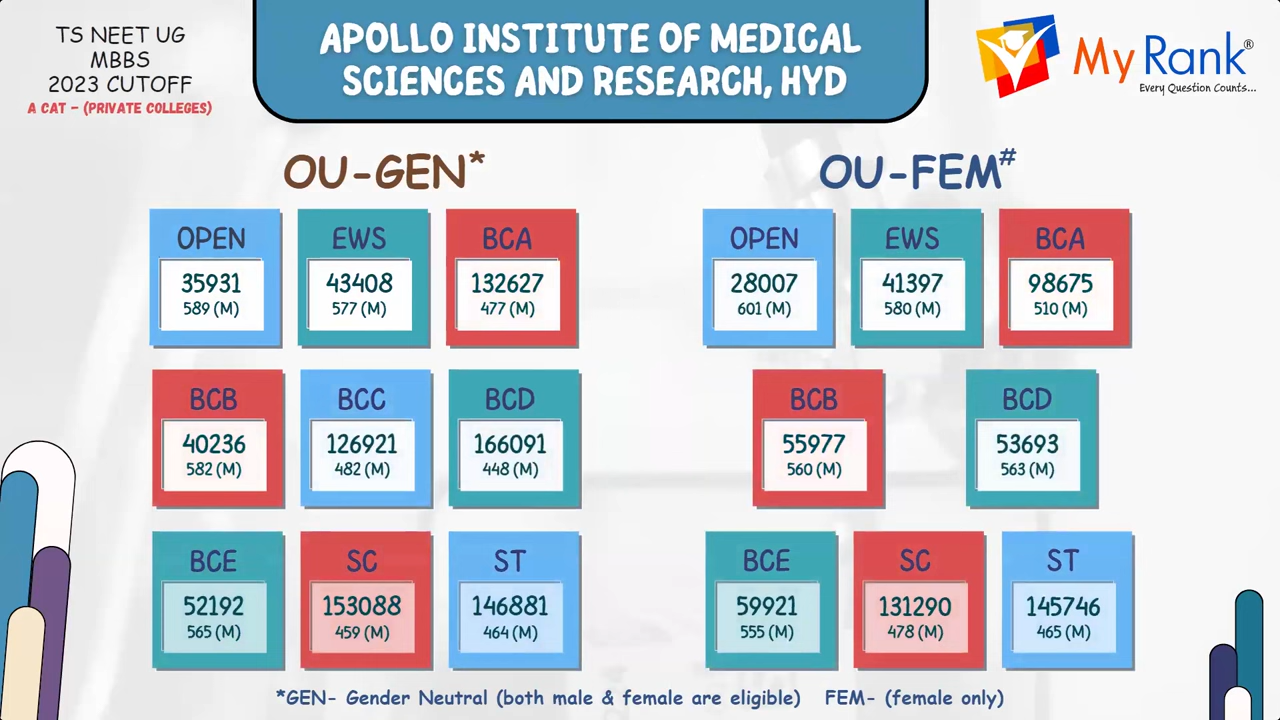 TS NEET UG
MBBS
2023 CUTOFF
A CAT - (PRIVATE COLLEGES)
APOLLO INSTITUTE OF MEDICAL
SCIENCES AND RESEARCH, HYD
My Rank®
Every Question Counts...
OU-GEN*
OPEN EWS BCA
35931 43408 132627
589 (M) 577 (M) 477 (M)
BCB BCC BCD
40236 126921 166091
582 (M) 482 (M) 448 (M)
BCE SC ST
52192 153088 146881
565 (M) 459 (M) 464 (M)
OU-FEM#
OPEN EWS BCA
28007 41397 98675
601 (M) 580 (M) 510 (M)
BCB BCD
55977 53693
560 (M) 563 (M)
BCE SC ST
59921 131290 145746
555 (M) 478 (M) 465 (M)
*GEN- Gender Neutral (both male & female are eligible) FEM- (female only)